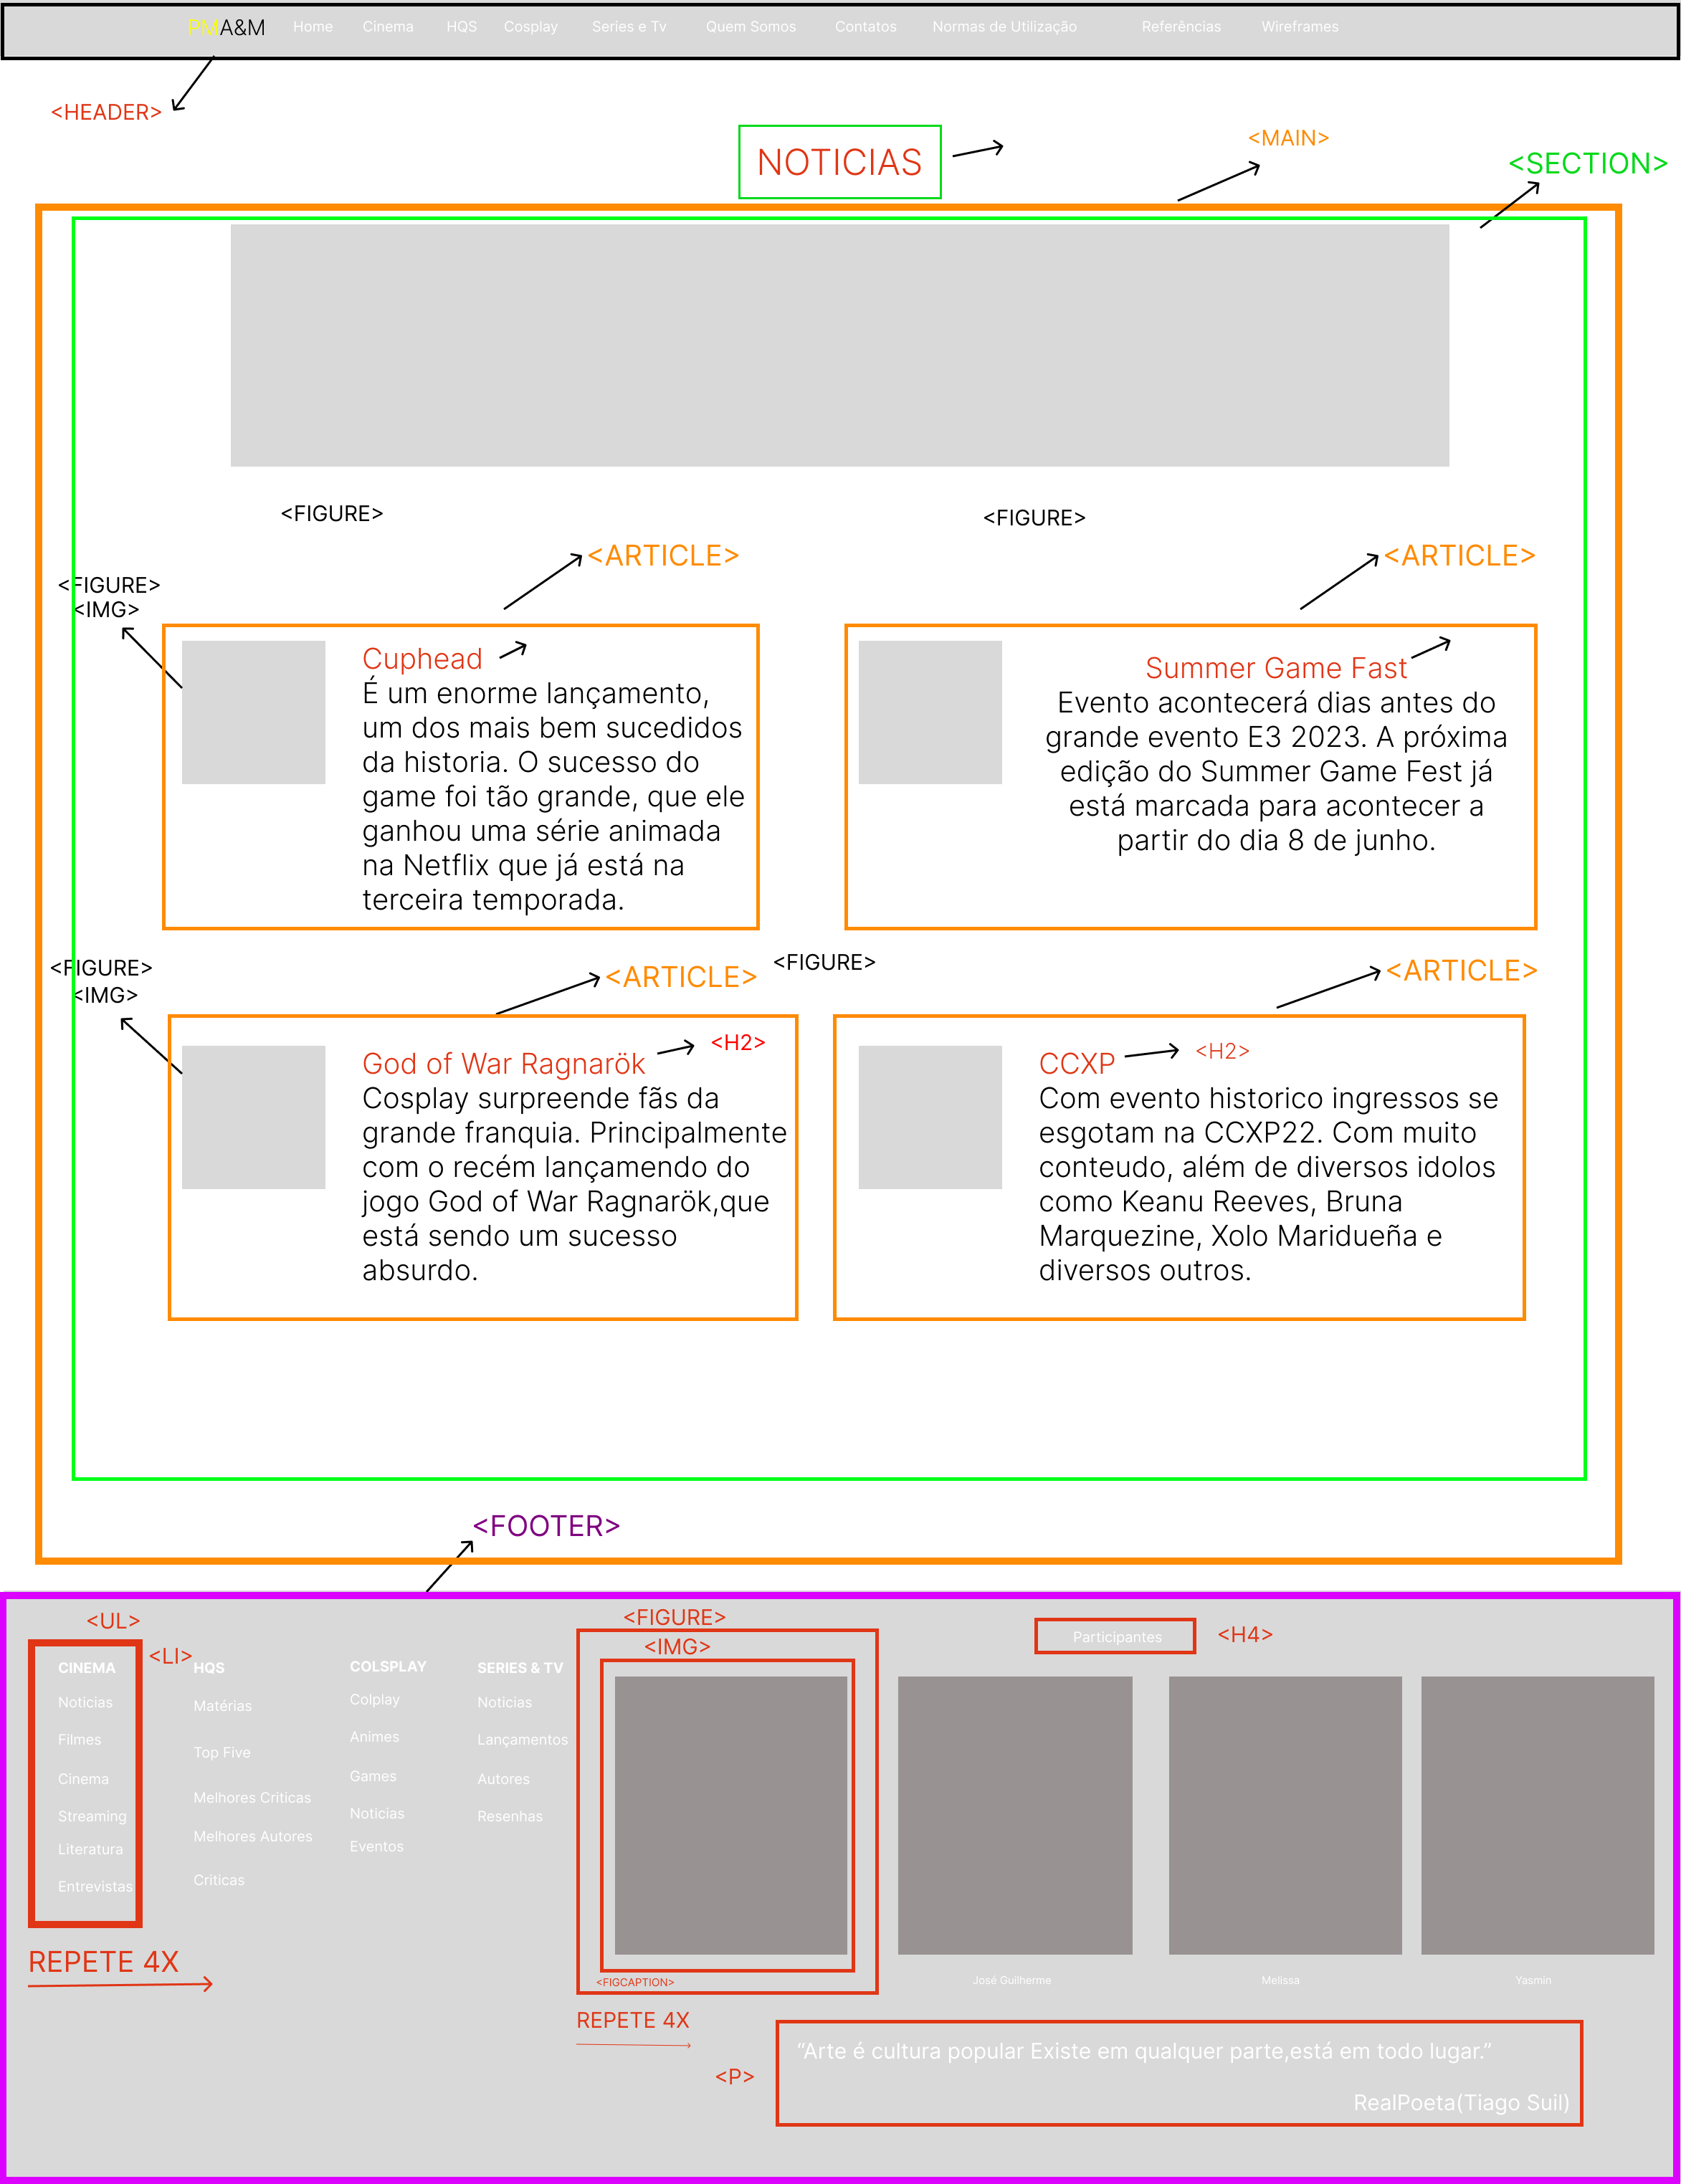 PMA&M Home Cinema HQS Cosplay Series e Tv Quem Somos Contatos Normas de Utilização Referências Wireframes
<HEADER>
NOTICIAS
<MAIN>
<SECTION>
<FIGURE>
<FIGURE>
<ARTICLE>
<ARTICLE>
<FIGURE>
<IMG>
Cuphead
É um enorme lançamento,
um dos mais bem sucedidos
da historia. O sucesso do
game foi tão grande, que ele
ganhou uma série animada
na Netflix que já está na
terceira temporada.
Summer Game Fast
Evento acontecerá dias antes do
grande evento E3 2023. A próxima
edição do Summer Game Fest já
está marcada para acontecer a
partir do dia 8 de junho.
<FIGURE>
<IMG>
<ARTICLE>
<FIGURE>
<ARTICLE>
God of War Ragnarök
<H2>
Cosplay surpreende fãs da
grande franquia. Principalmente
com o recém lançamendo do
jogo God of War Ragnarök,que
está sendo um sucesso
absurdo.
CCXP
<H2>
Com evento historico ingressos se
esgotam na CCXP22. Com muito
conteudo, além de diversos idolos
como Keanu Reeves, Bruna
Marquezine, Xolo Maridueña e
diversos outros.
<FOOTER>
<UL>
<LI>
CINEMA
Noticias
Filmes
Cinema
Streaming
Literatura
Entrevistas
HQS
Matérias
Top Five
Melhores Criticas
Melhores Autores
Criticas
COLSPLAY
Colplay
Animes
Games
Noticias
Eventos
SERIES & TV
Noticias
Lançamentos
Autores
Resenhas
REPETE 4X
<FIGURE>
<IMG>
Participantes
<H4>
<FIGCAPTION>
José Guilherme
Melissa
Yasmin
REPETE 4X
<P>
“Arte é cultura popular Existe em qualquer parte,está em todo lugar.”
RealPoeta(Tiago Suil)